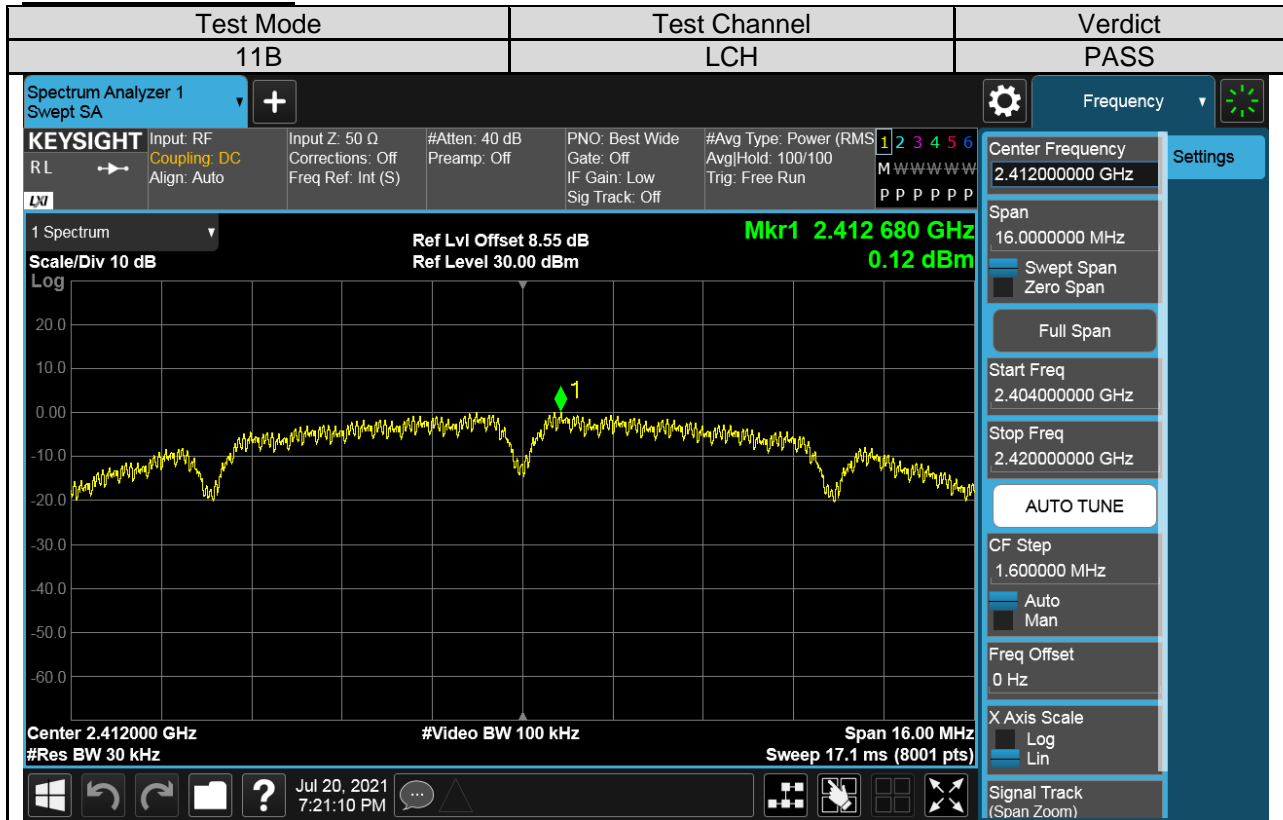 Test Mode Test Channel Verdict
11B LCH PASS
Spectrum Analyzer 1
Swept SA
+
Frequency
KEYSIGHT
R L
LXI
Input: RF
Coupling: DC
Align: Auto
Input Z: 50 Ω
Corrections: Off
Freq Ref: Int (S)
#Atten: 40 dB
Preamp: Off
PNO: Best Wide
Gate: Off
IF Gain: Low
Sig Track: Off
#Avg Type: Power (RMS
Avg|Hold: 100/100
Trig: Free Run
1 2 3 4 5 6
M W W W W W
P P P P P P
1 Spectrum
Scale/Div 10 dB
Log
Ref Lvl Offset 8.55 dB
Ref Level 30.00 dBm
Mkr1 2.412 680 GHz
0.12 dBm
20.0
10.0
0.00
-10.0
-20.0
-30.0
-40.0
-50.0
-60.0
1
Center 2.412000 GHz
#Res BW 30 kHz
#Video BW 100 kHz
Span 16.00 MHz
Sweep 17.1 ms (8001 pts)
Center Frequency
2.412000000 GHz
Settings
Span
16.0000000 MHz
Swept Span
Zero Span
Full Span
Start Freq
2.404000000 GHz
Stop Freq
2.420000000 GHz
AUTO TUNE
CF Step
1.600000 MHz
Auto
Man
Freq Offset
0 Hz
X Axis Scale
Log
Lin
Signal Track
(Span Zoom)
?
Jul 20, 2021
7:21:10 PM